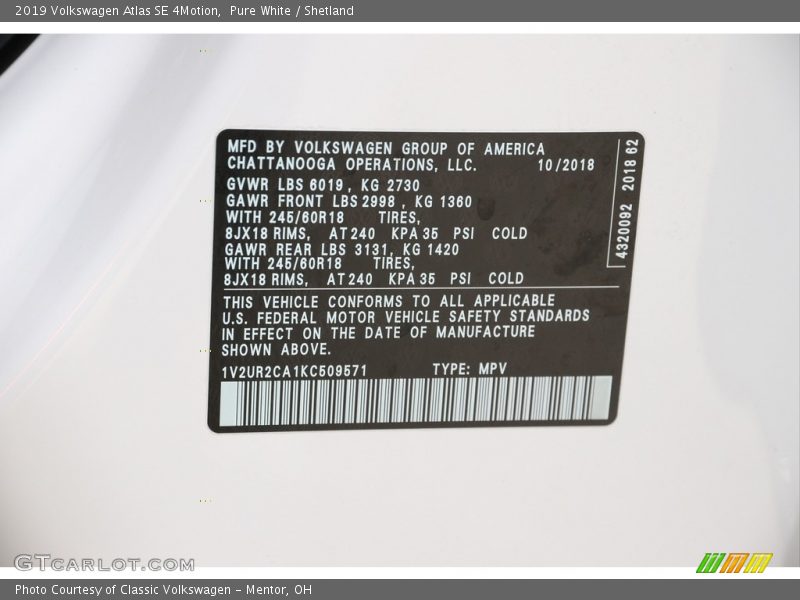 2019 Volkswagen Atlas SE 4Motion, Pure White / Shetland
MFD BY VOLKSWAGEN GROUP OF AMERICA
CHATTANOOGA OPERATIONS, LLC. 10/2018
GVWR LBS 6019, KG 2730
GAWR FRONT LBS 2998, KG 1360
WITH 245/60R18 TIRES,
8JX18 RIMS, AT 240 KPA 35 PSI COLD
GAWR REAR LBS 3131, KG 1420
WITH 245/60R18 TIRES,
8JX18 RIMS, AT 240 KPA 35 PSI COLD
THIS VEHICLE CONFORMS TO ALL APPLICABLE
U.S. FEDERAL MOTOR VEHICLE SAFETY STANDARDS
IN EFFECT ON THE DATE OF MANUFACTURE
SHOWN ABOVE.
1V2UR2CA1KC509571 TYPE: MPV
4320092 2018 62
GTCARLOT.COM
Photo Courtesy of Classic Volkswagen - Mentor, OH